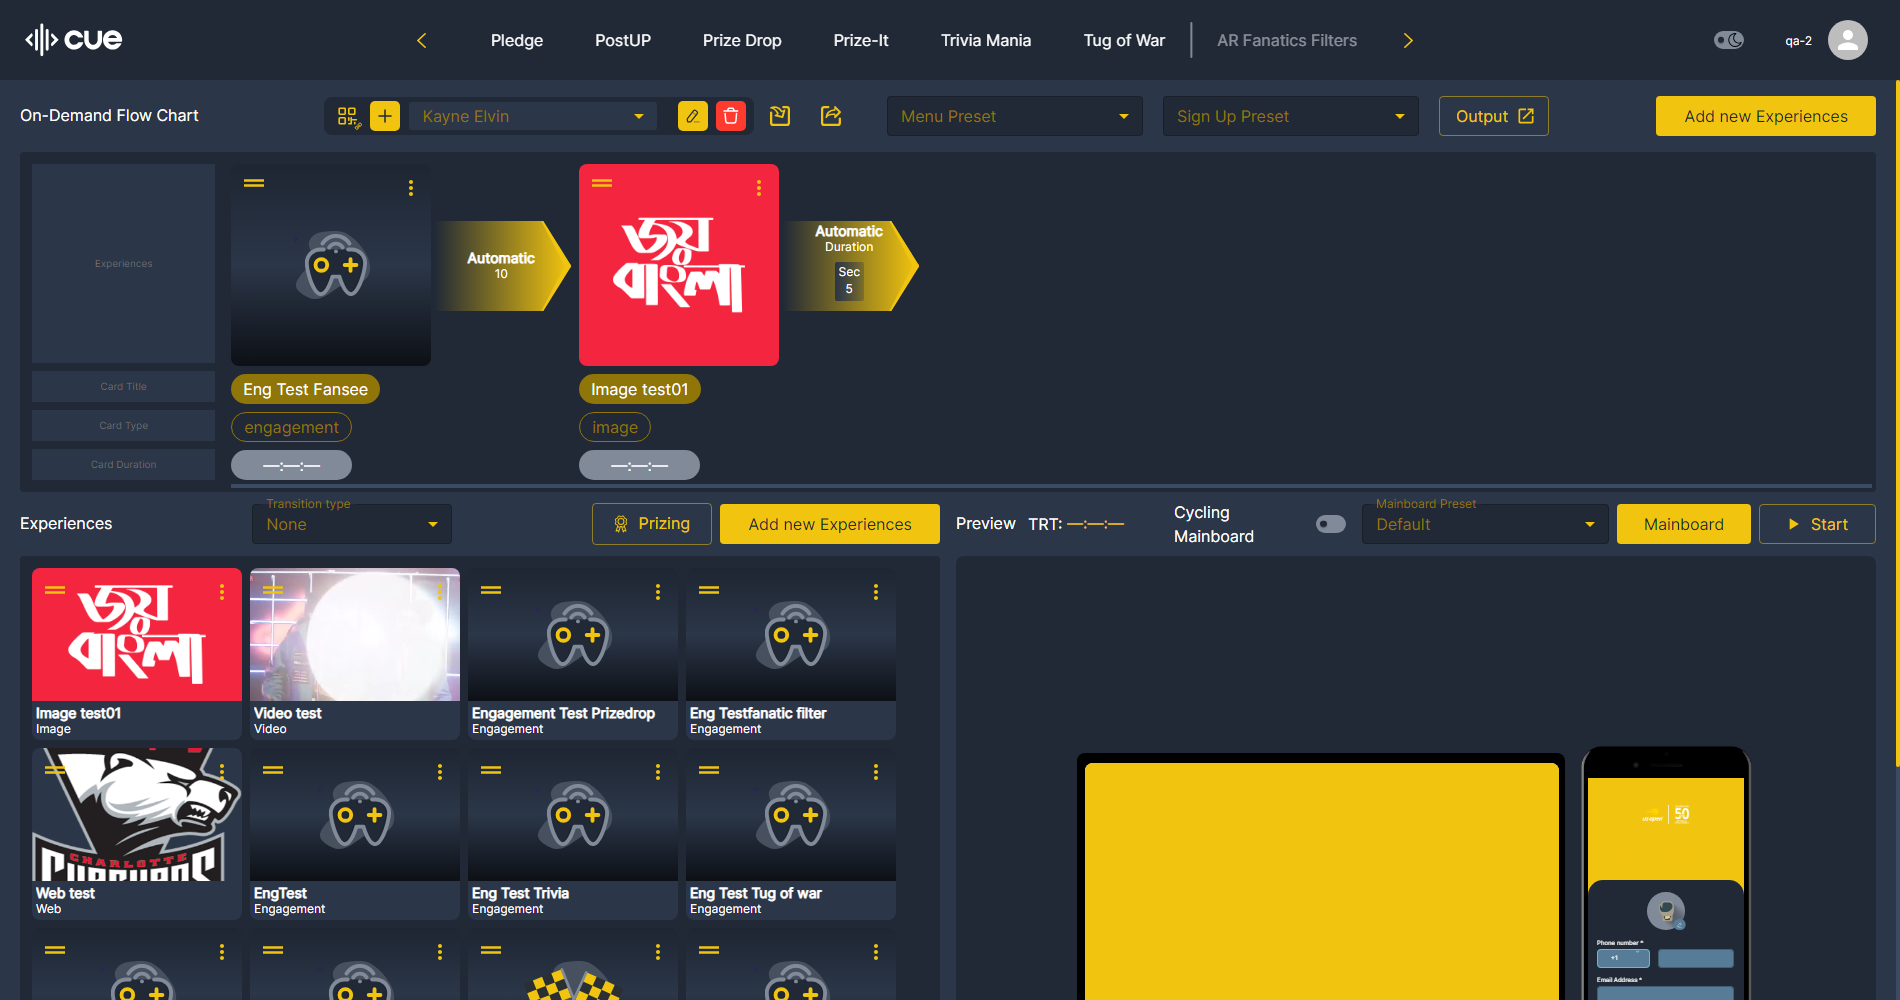 cue
Pledge
PostUP
Prize Drop
Prize-It
Trivia Mania
Tug of War
AR Fanatics Filters
qa-2
On-Demand Flow Chart
Kayne Elvin
Menu Preset
Sign Up Preset
Output
Add new Experiences
Experiences
Automatic
10
জয়
বাংলা
Automatic
Duration
Sec
5
Card Title
Eng Test Fansee
Image test01
Card Type
engagement
image
Card Duration
—:—:—
—:—:—
Experiences
Transition type
None
Prizing
Add new Experiences
Preview
TRT: —:—:—
Cycling
Mainboard
Mainboard Preset
Default
Mainboard
Start
জয়
বাংলা
Image test01
Image
Video test
Video
Engagement Test Prizedrop
Engagement
Eng Testfanatic filter
Engagement
CHARLOTTE
Web test
Web
EngTest
Engagement
Eng Test Trivia
Engagement
Eng Test Tug of war
Engagement
50
Phone number *
+1
Email Address *